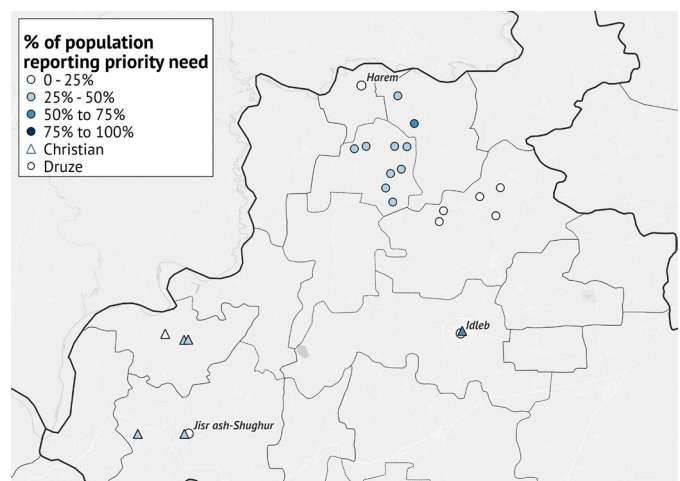 % of population
reporting priority need
0 - 25%
25% - 50%
50% to 75%
75% to 100%
Christian
Druze
Harem
Idleb
Jisr ash-Shughur